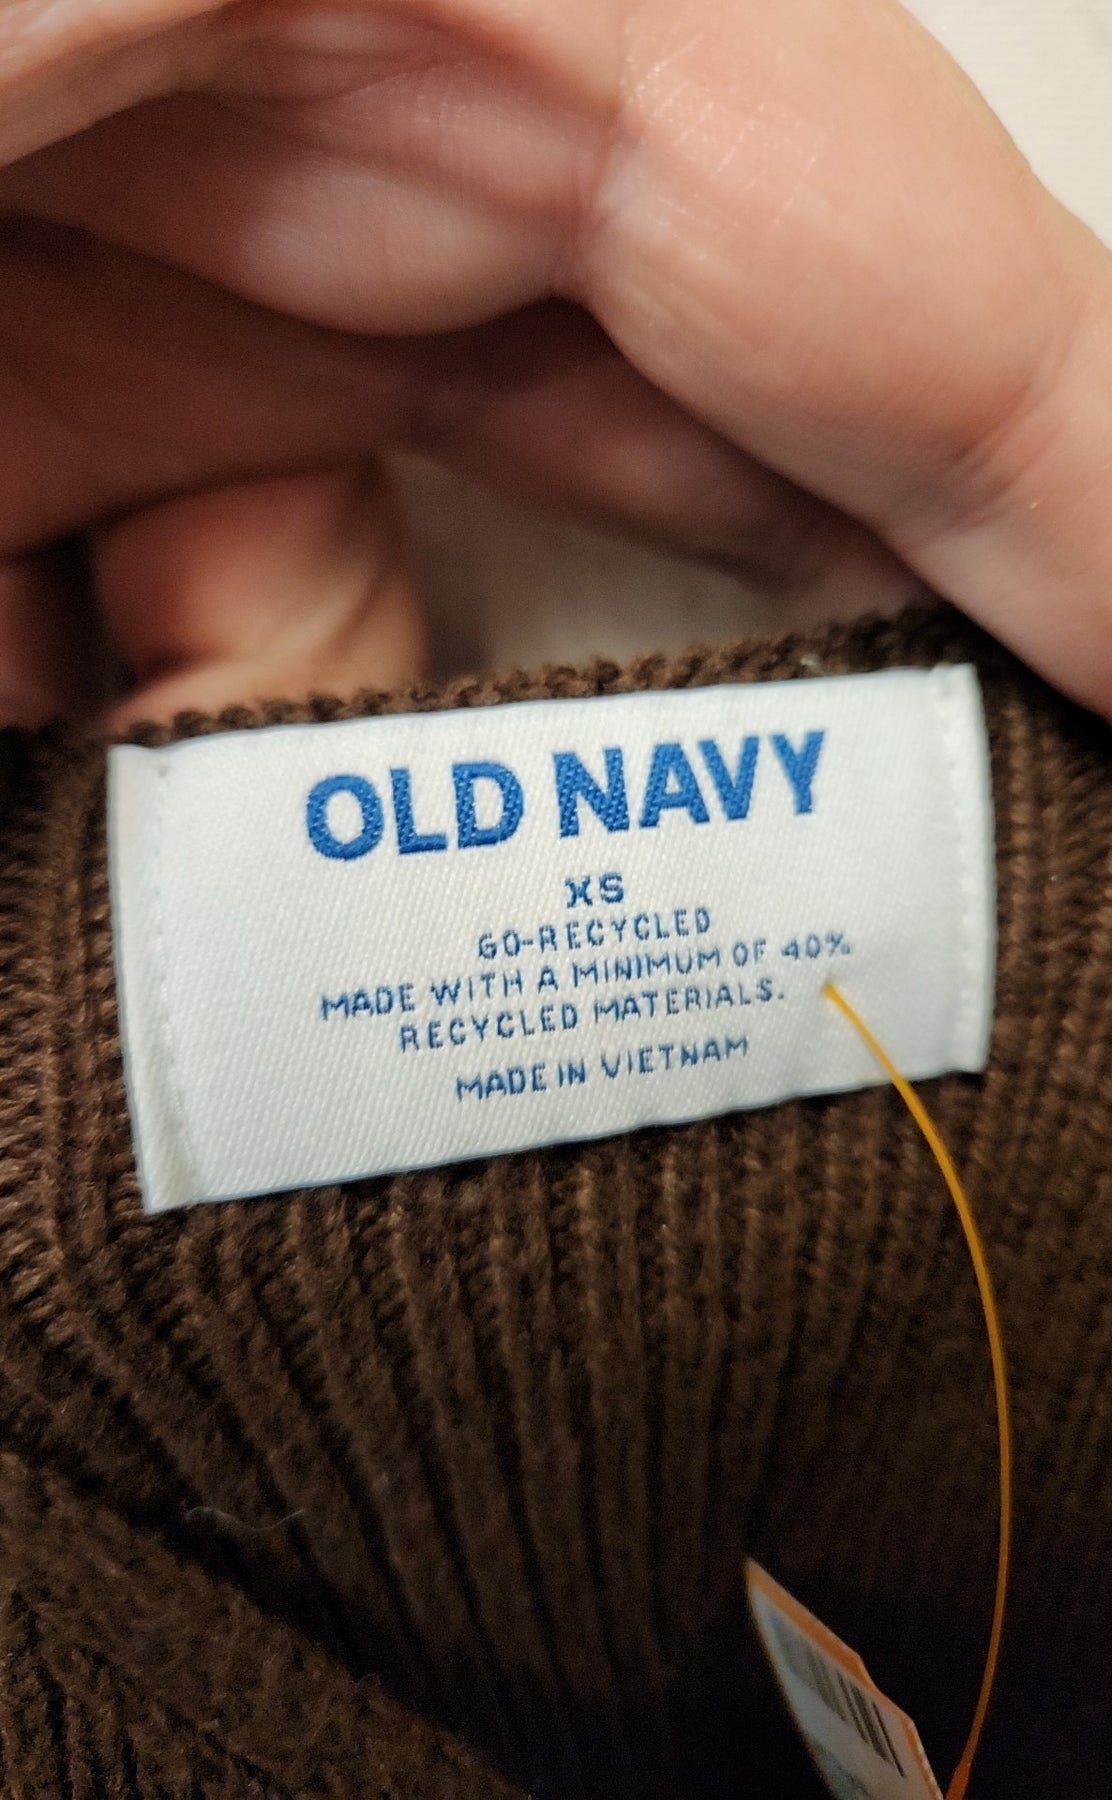 OLD NAVY
XS
GO-RECYCLED
MADE WITH A MINIMUM OF 40%
RECYCLED MATERIALS.
MADE IN VIETNAM